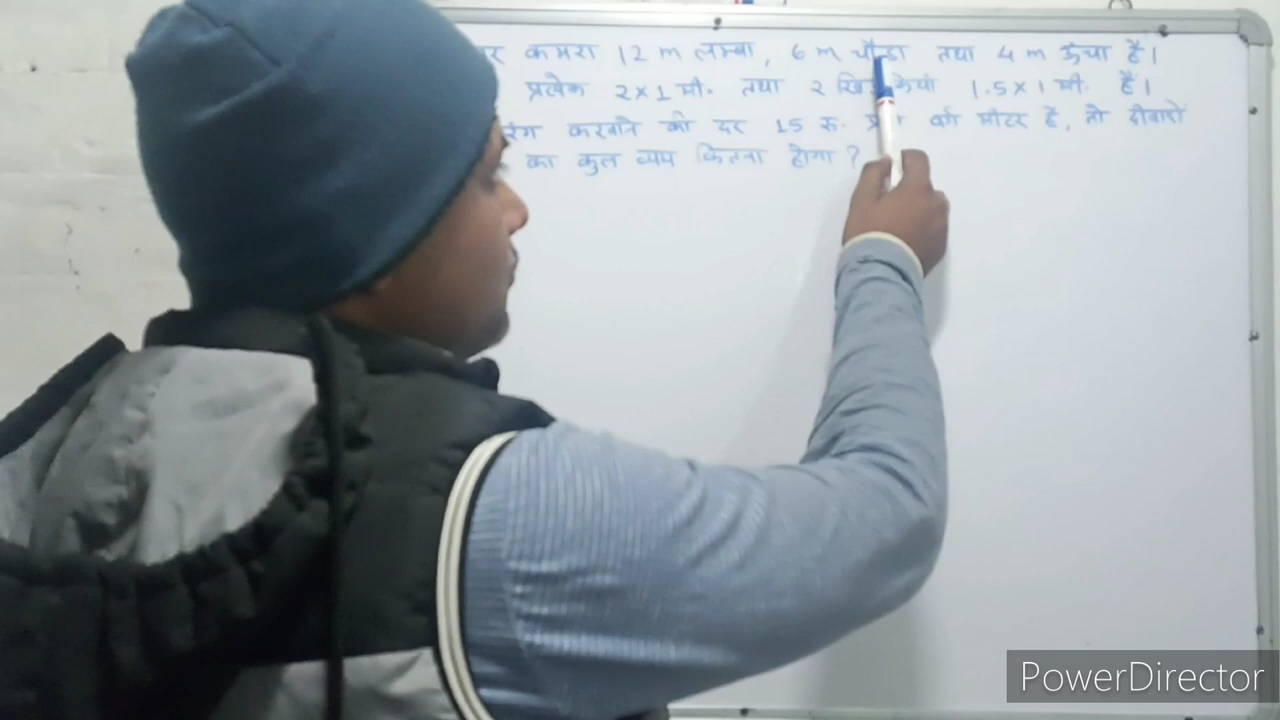 कमरा 12 m लम्बा, 6 m चौड़ा तथा 4 m ऊंचा है।
प्रत्येक 2×1 मी. तथा 2 1.5×1 मी. है।
रंग करवाने की दर 15 रु. वर्ग मीटर है, तो दीवारों
का कुल व्यय कितना होगा?
PowerDirector